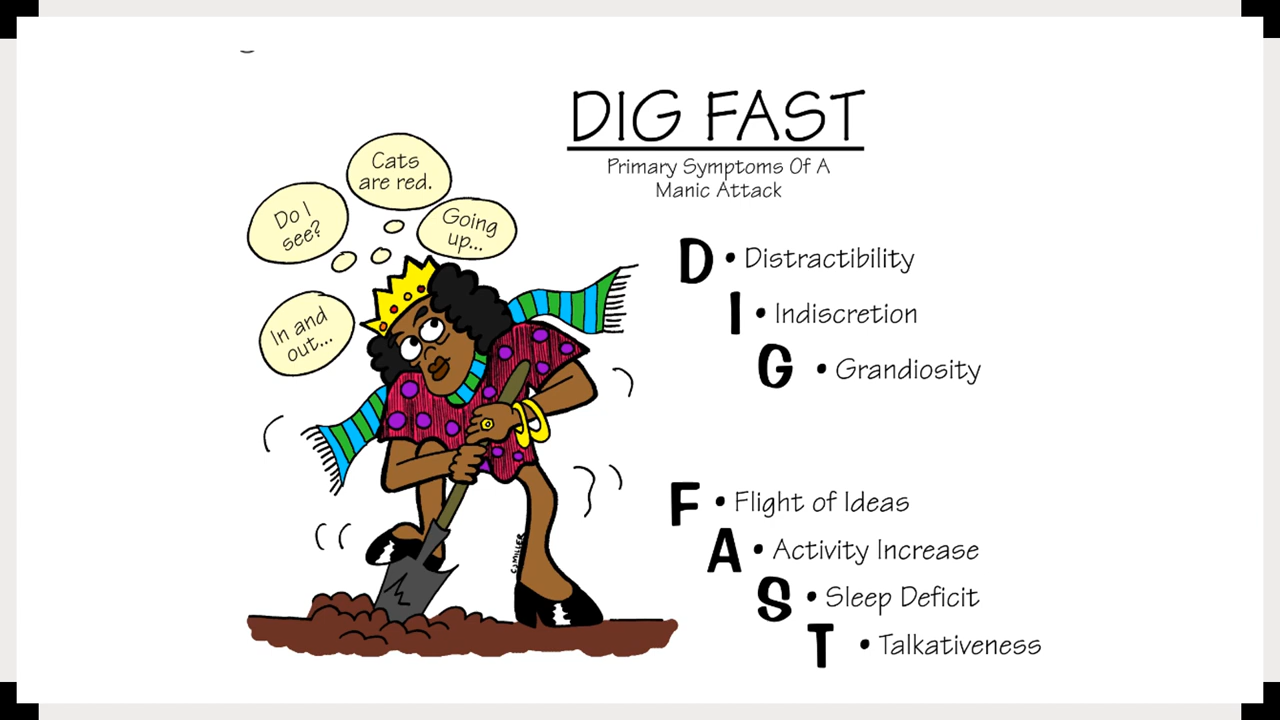 DIG FAST
Primary Symptoms Of A
Manic Attack
Cats
are red.
Do I
see?
Going
up...
In and
out...
D • Distractibility
I • Indiscretion
G • Grandiosity
F • Flight of Ideas
A • Activity Increase
S • Sleep Deficit
T • Talkativeness
CJMILLER